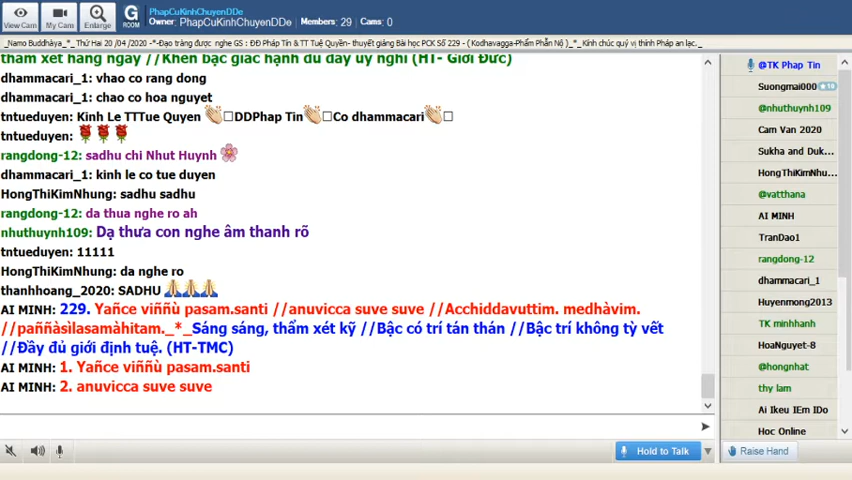 View Cam
My Cam
Enlarge
G
ROOM
PhapCuKinhChuyenDDe
Owner: PhapCuKinhChuyenDDe Members: 29 Cams: 0
_Namo Buddhàya_*_ Thứ Hai 20 /04 /2020 -*-Đạo tràng được nghe GS : ĐĐ Pháp Tín & TT Tuệ Quyền- thuyết giảng Bài học PCK Số 229 - ( Kodhavagga-Phẩm Phẫn Nộ )_*_ Kính chúc quý vị thính Pháp an lạc._
thẩm xét hằng ngày //Khen bậc giác hạnh đủ đầy uy nghi (HT- Giới Đức)
dhammacari_1: vhao co rang dong
dhammacari_1: chao co hoa nguyet
tntueduyen: Kinh Le TTTue Quyen DDPhap Tin Co dhammacari
tntueduyen:
rangdong-12: sadhu chi Nhut Huynh
dhammacari_1: kinh le co tue duyen
HongThiKimNhung: sadhu sadhu
rangdong-12: da thua nghe ro ah
nhuthuynh109: Dạ thưa con nghe âm thanh rõ
tntueduyen: 11111
HongThiKimNhung: da nghe ro
thanhhoang_2020: SADHU
AI MINH: 229. Yañce viññù pasam.santi //anuvicca suve suve //Acchiddavuttim. medhàvim.
//paññàsìlasamàhitam._*_Sáng sáng, thẩm xét kỹ //Bậc có trí tán thán //Bậc trí không tỳ vết
//Đầy đủ giới định tuệ. (HT-TMC)
AI MINH: 1. Yañce viññù pasam.santi
AI MINH: 2. anuvicca suve suve
@TK Phap Tin
Suongmai000 10
@nhuthuynh109
Cam Van 2020
Sukha and Duk...
HongThiKimNhu...
@vatthana
AI MINH
TranDao1
rangdong-12
dhammacari_1
Huyenmong2013
TK minhhanh
HoaNguyet-8
@hongnhat
thy lam
Ai Ikeu IEm IDo
Hoc Online
Hold to Talk
Raise Hand